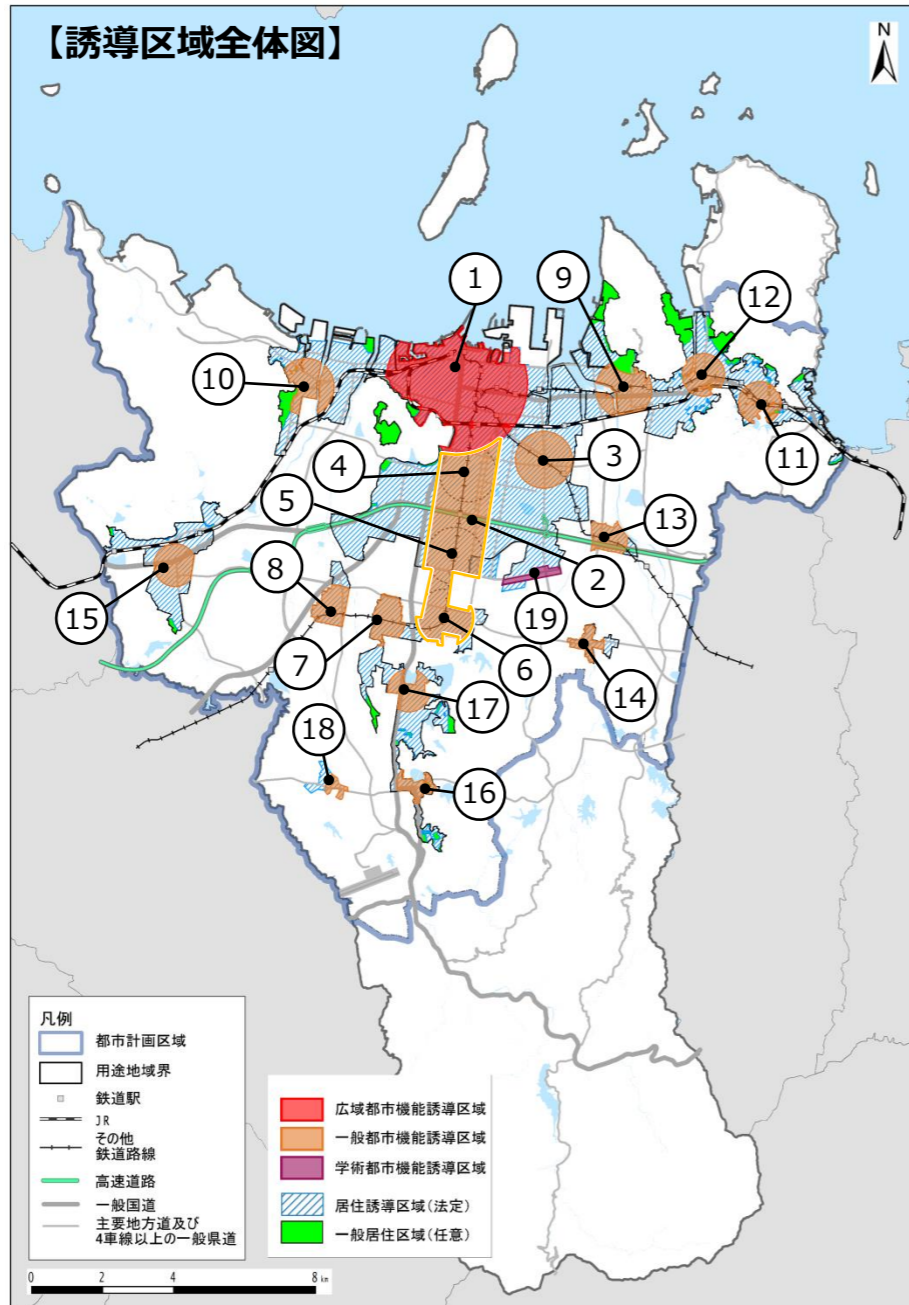 【誘導区域全体図】
N
1
9
12
10
4
3
11
5
13
8
2
15
19
7
6
14
17
18
16
凡例
都市計画区域
用途地域界
鉄道駅
JR
その他
鉄道路線
高速道路
一般国道
主要地方道及び
4車線以上の一般県道
広域都市機能誘導区域
一般都市機能誘導区域
学術都市機能誘導区域
居住誘導区域(法定)
一般居住区域(任意)
0 2 4 8 km